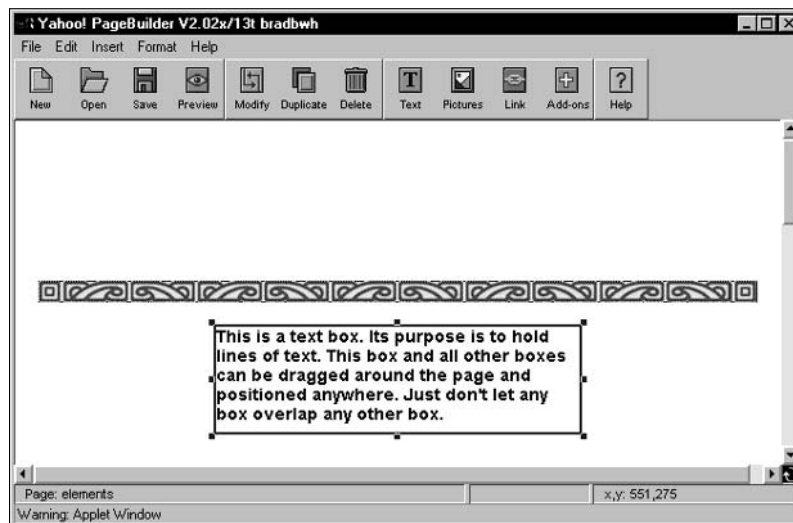 Yahoo! PageBuilder V2.02x/13t bradbwh
File Edit Insert Format Help
New Open Save Preview Modify Duplicate Delete Text Pictures Link Add-ons Help
This is a text box. Its purpose is to hold
lines of text. This box and all other boxes
can be dragged around the page and
positioned anywhere. Just don't let any
box overlap any other box.
Page: elements x,y: 551,275
Warning: Applet Window